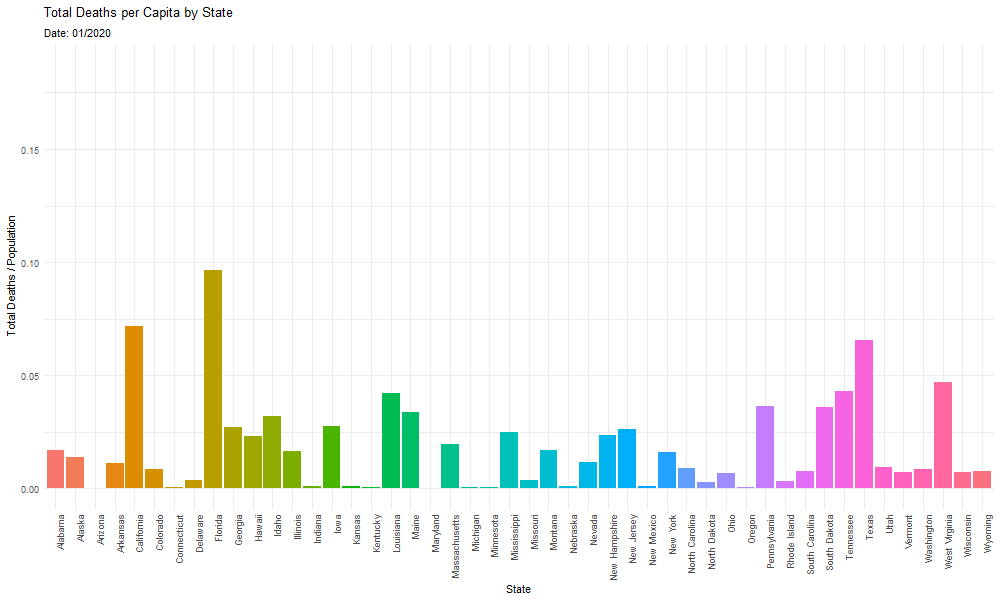 Total Deaths per Capita by State
Date: 01/2020
Total Deaths / Population
0.15
0.10
0.05
0.00
Alabama
Alaska
Arizona
Arkansas
California
Colorado
Connecticut
Delaware
Florida
Georgia
Hawaii
Idaho
Illinois
Indiana
Iowa
Kansas
Kentucky
Louisiana
Maine
Maryland
Massachusetts
Michigan
Minnesota
Mississippi
Missouri
Montana
Nebraska
Nevada
New Hampshire
New Jersey
New Mexico
New York
North Carolina
North Dakota
Ohio
Oregon
Pennsylvania
Rhode Island
South Carolina
South Dakota
Tennessee
Texas
Utah
Vermont
Washington
West Virginia
Wisconsin
Wyoming
State